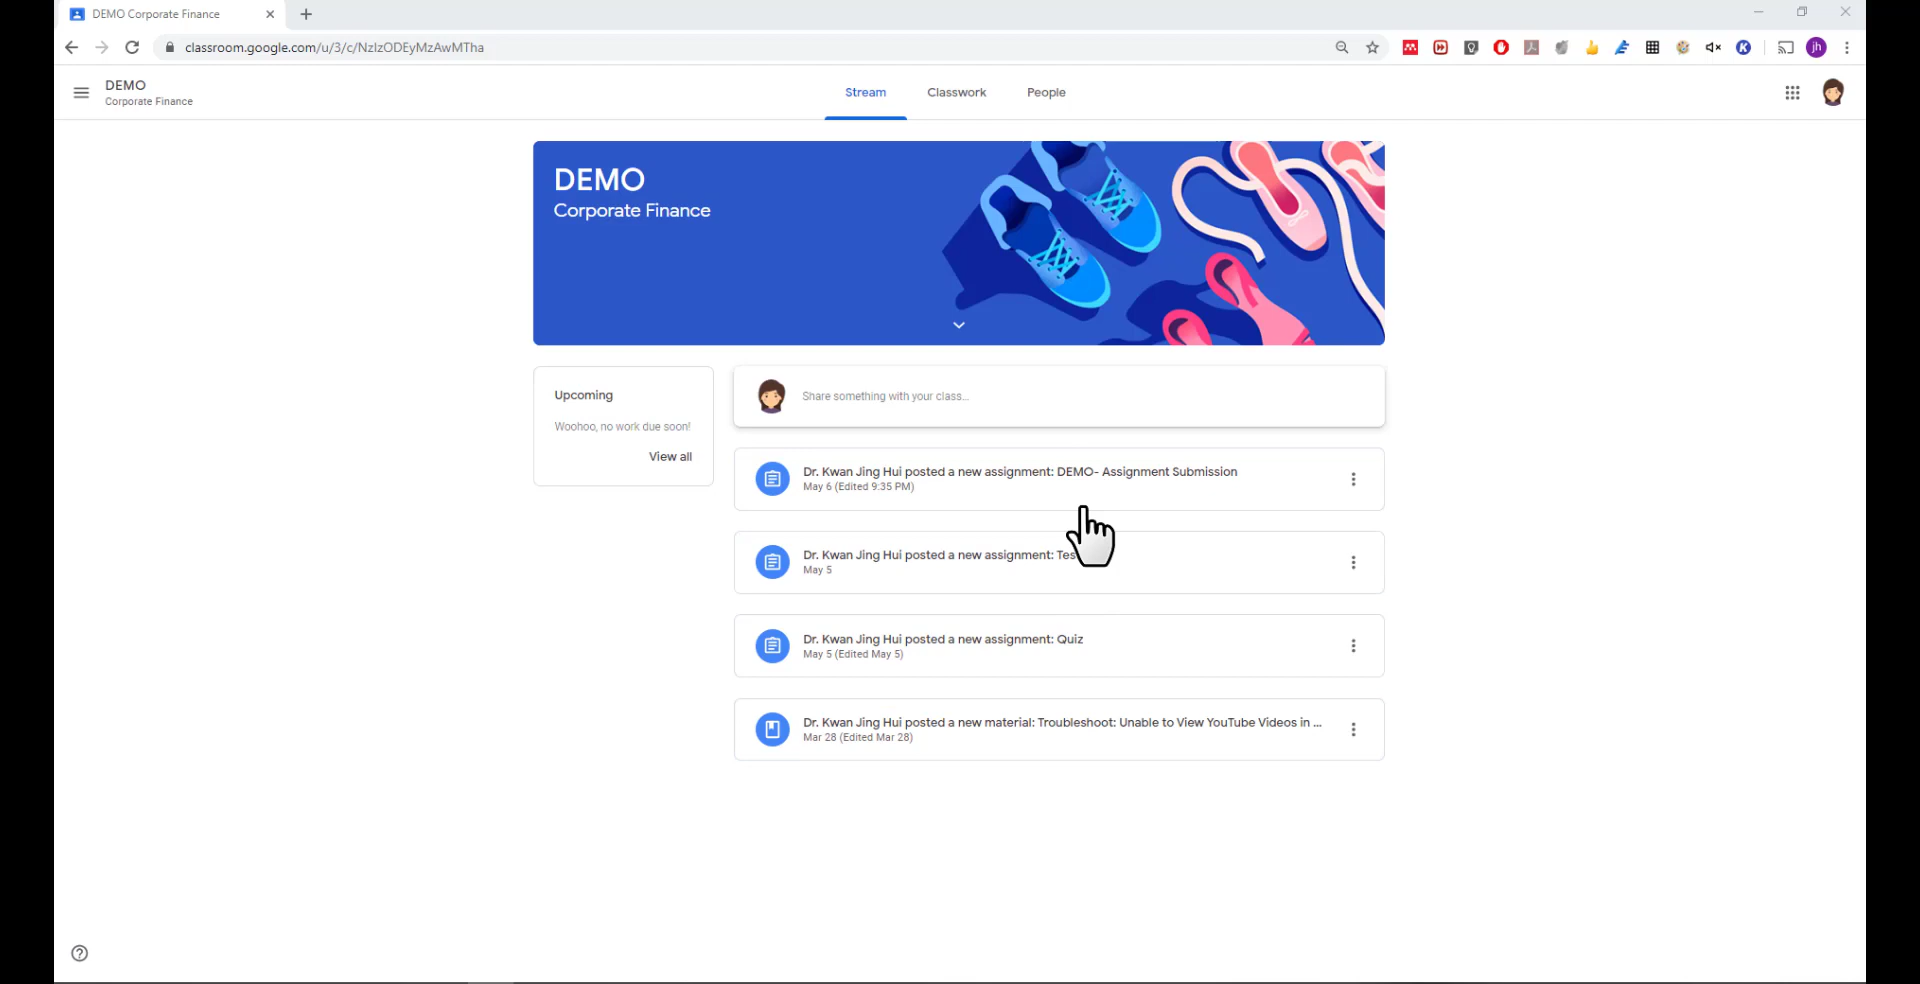 DEMO Corporate Finance
classroom.google.com/u/3/c/NzIzODEyMzAwMTha
jh
DEMO
Corporate Finance
Stream
Classwork
People
DEMO
Corporate Finance
Upcoming
Woohoo, no work due soon!
View all
Share something with your class...
Dr. Kwan Jing Hui posted a new assignment: DEMO- Assignment Submission
May 6 (Edited 9:35 PM)
Dr. Kwan Jing Hui posted a new assignment:
May 5
Dr. Kwan Jing Hui posted a new assignment: Quiz
May 5 (Edited May 5)
Dr. Kwan Jing Hui posted a new material: Troubleshoot: Unable to View YouTube Videos in ...
Mar 28 (Edited Mar 28)